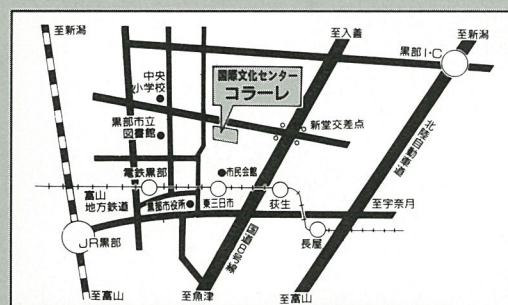 至新潟
至入善
至新潟
黒部I・C
中央
小学校
国際文化センター
コラーレ
黒部市立
図書館
新堂交差点
北陸自動車道
電鉄黒部
市民会館
富山
地方鉄道
黒部市役所
東三日市
荻生
至宇奈月
国道8号線
長屋
JR黒部
至富山
至魚津
至富山